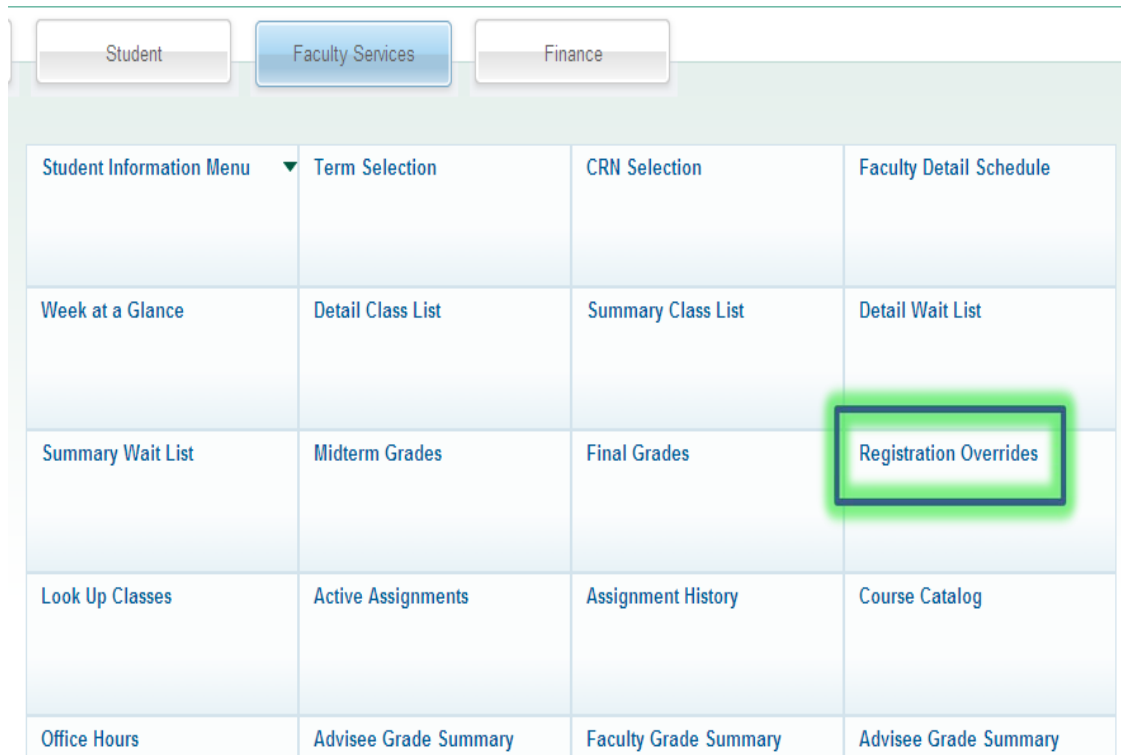 Student
Faculty Services
Finance
Student Information Menu
Term Selection
CRN Selection
Faculty Detail Schedule
Week at a Glance
Detail Class List
Summary Class List
Detail Wait List
Summary Wait List
Midterm Grades
Final Grades
Registration Overrides
Look Up Classes
Active Assignments
Assignment History
Course Catalog
Office Hours
Advisee Grade Summary
Faculty Grade Summary
Advisee Grade Summary